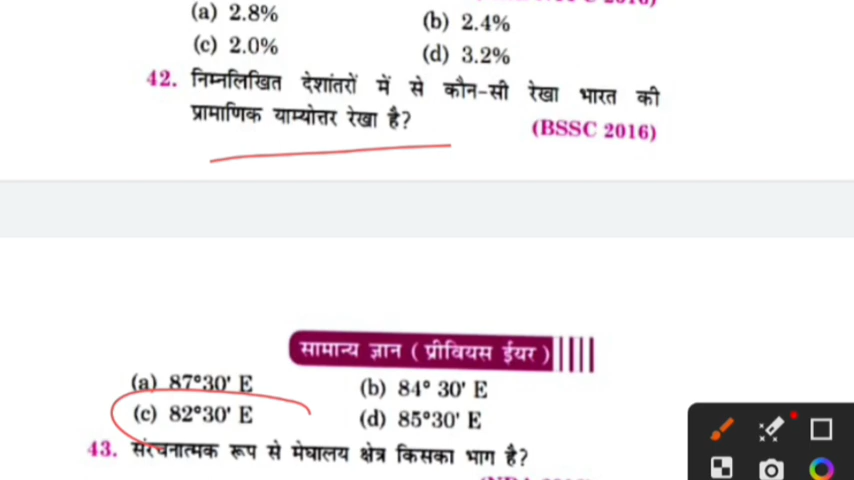 (a) 2.8%
(b) 2.4%
(c) 2.0%
(d) 3.2%
42. निम्नलिखित देशांतरों में से कौन-सी रेखा भारत की
प्रामाणिक याम्योत्तर रेखा है?
(BSSC 2016)
सामान्य ज्ञान ( प्रीवियस ईयर )
(a) 87°30' E
(b) 84° 30' E
(c) 82°30' E
(d) 85°30' E
43. संरचनात्मक रूप से मेघालय क्षेत्र किसका भाग है?